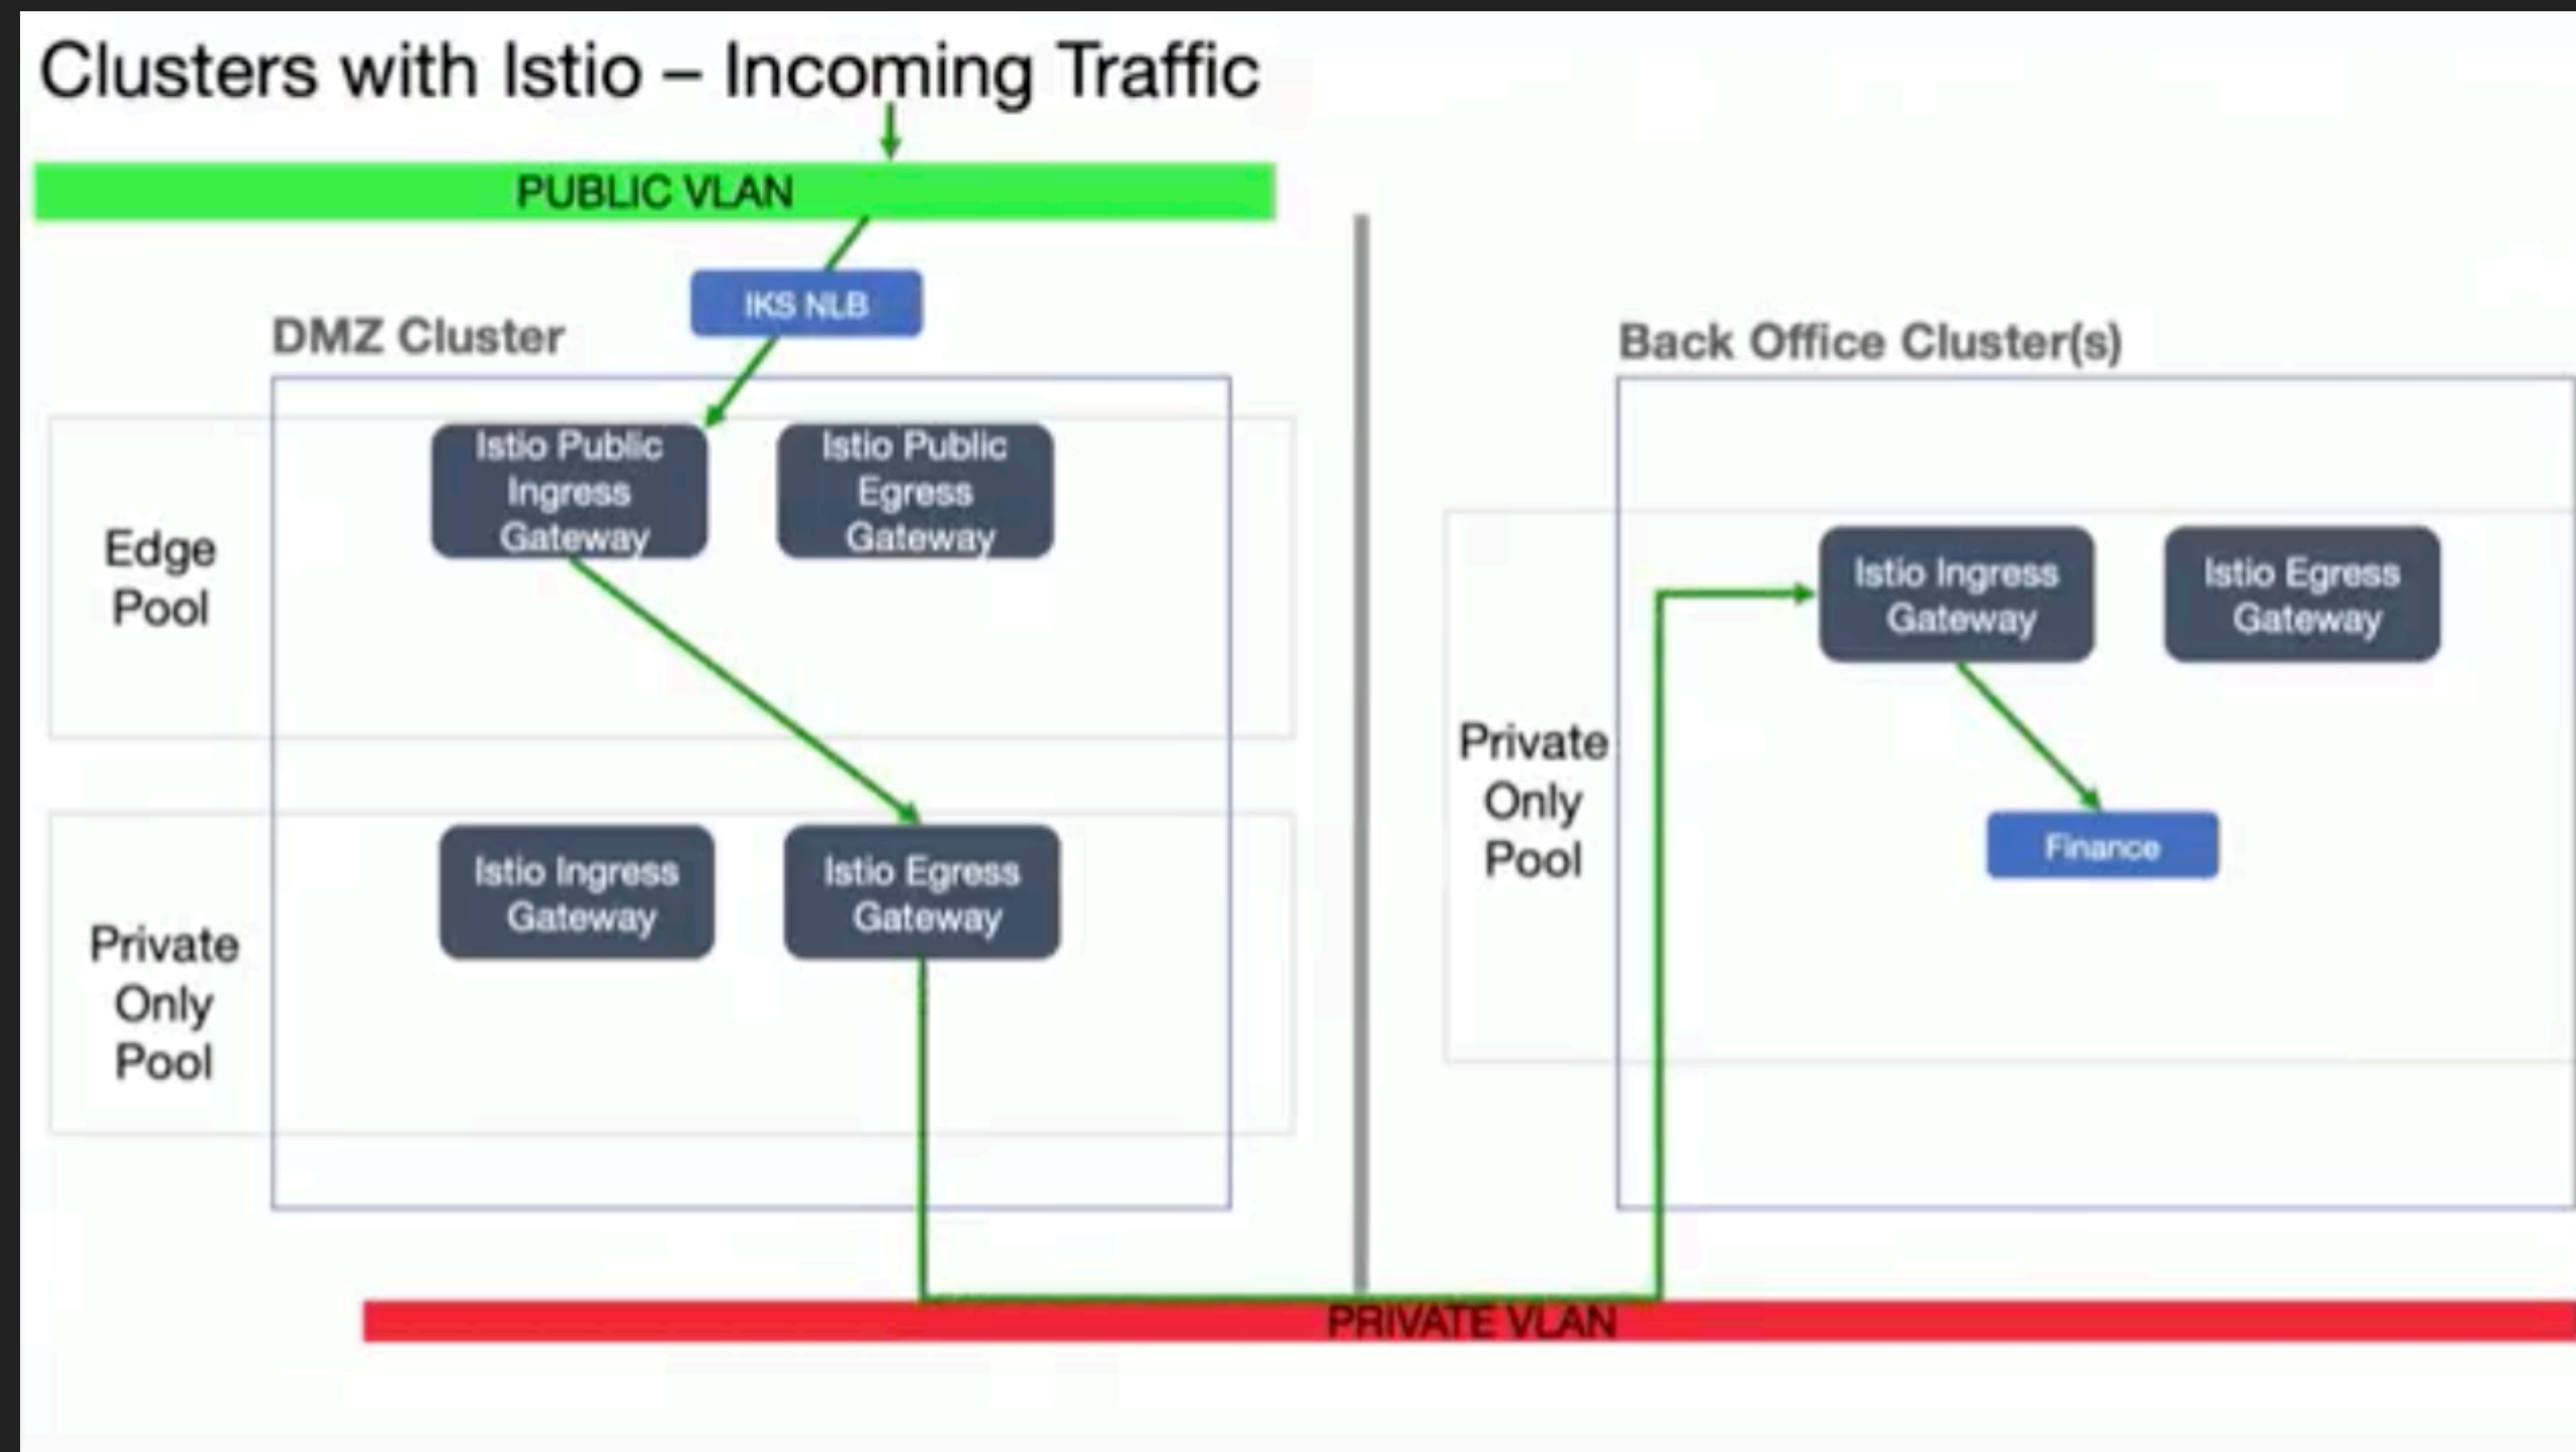 Clusters with Istio – Incoming Traffic
PUBLIC VLAN
IKS NLB
DMZ Cluster
Edge
Pool
Istio Public
Ingress
Gateway
Istio Public
Egress
Gateway
Private
Only
Pool
Istio Ingress
Gateway
Istio Egress
Gateway
Back Office Cluster(s)
Private
Only
Pool
Istio Ingress
Gateway
Istio Egress
Gateway
Finance
PRIVATE VLAN